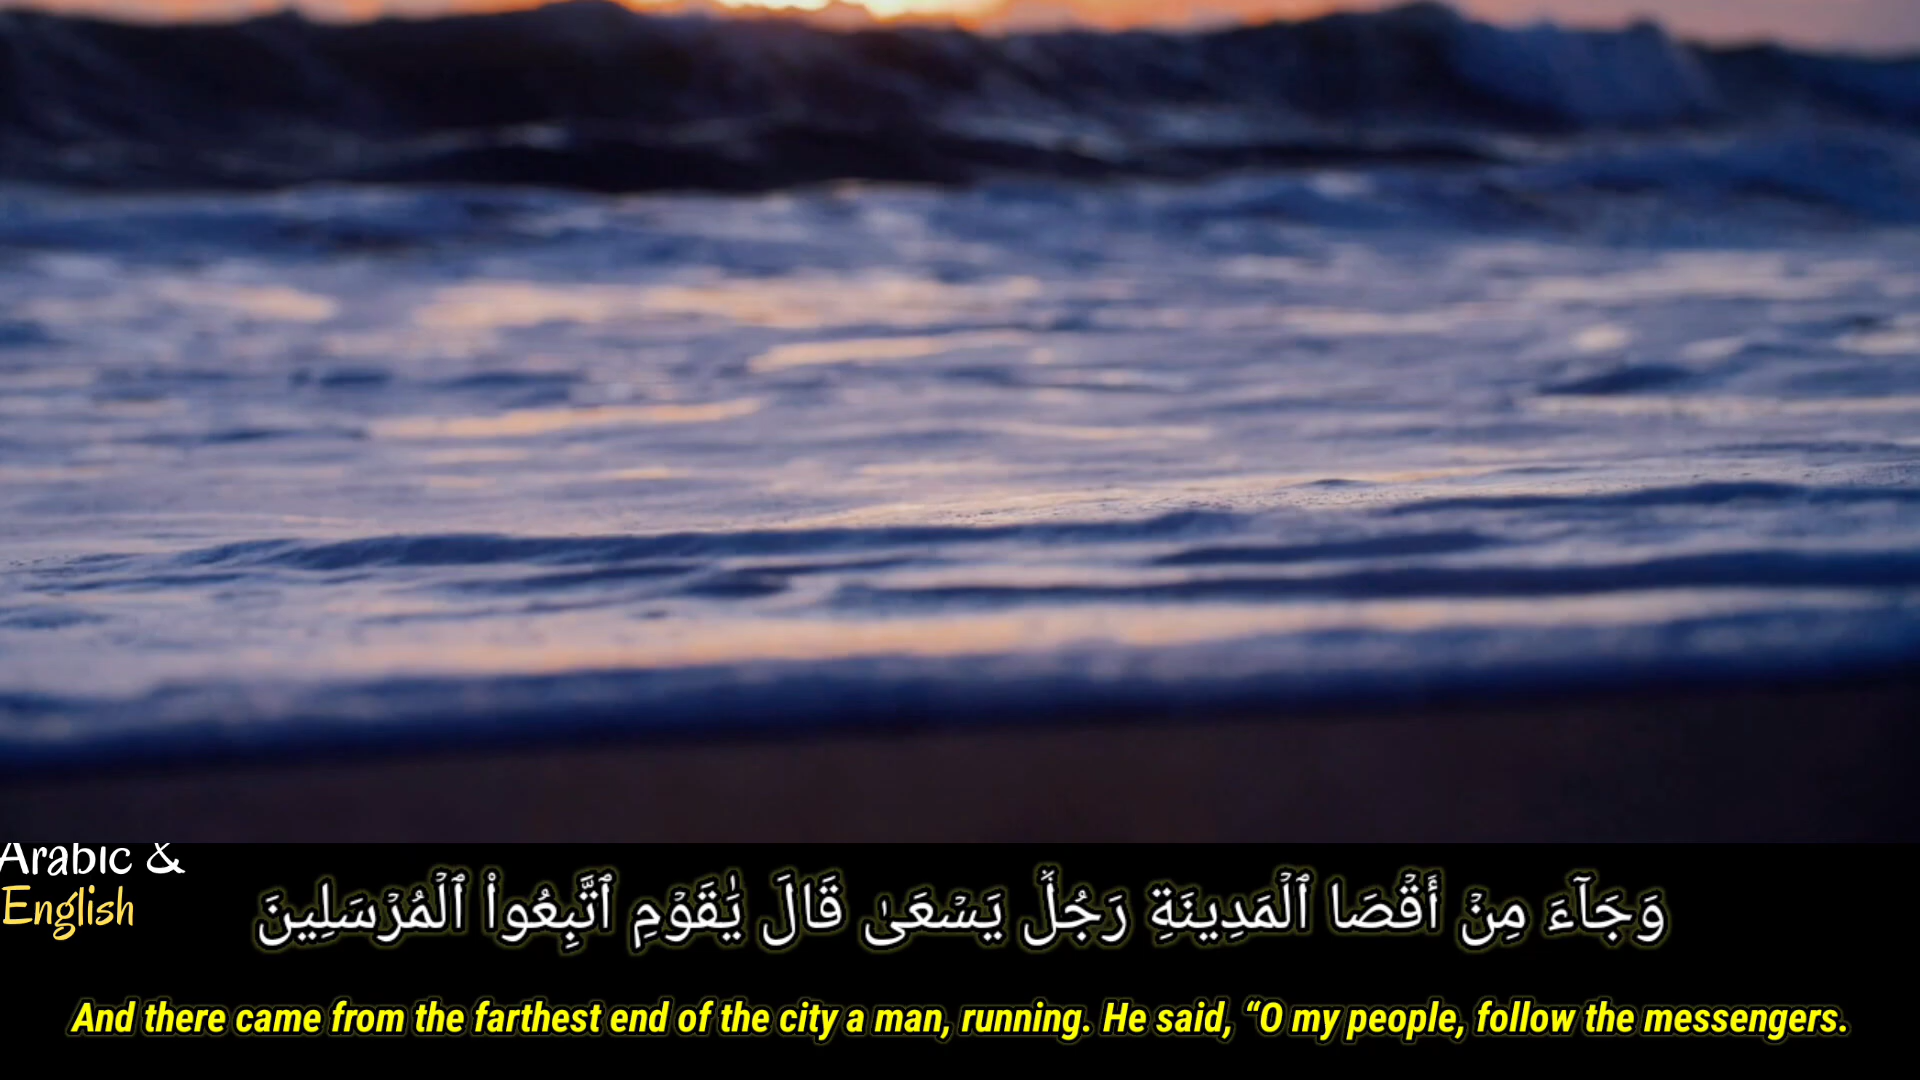 Arabic &
English
وَجَآءَ مِنۡ أَقۡصَا ٱلۡمَدِينَةِ رَجُلٞ يَسۡعَىٰ قَالَ يَٰقَوۡمِ ٱتَّبِعُواْ ٱلۡمُرۡسَلِينَ
And there came from the farthest end of the city a man, running. He said, “O my people, follow the messengers.